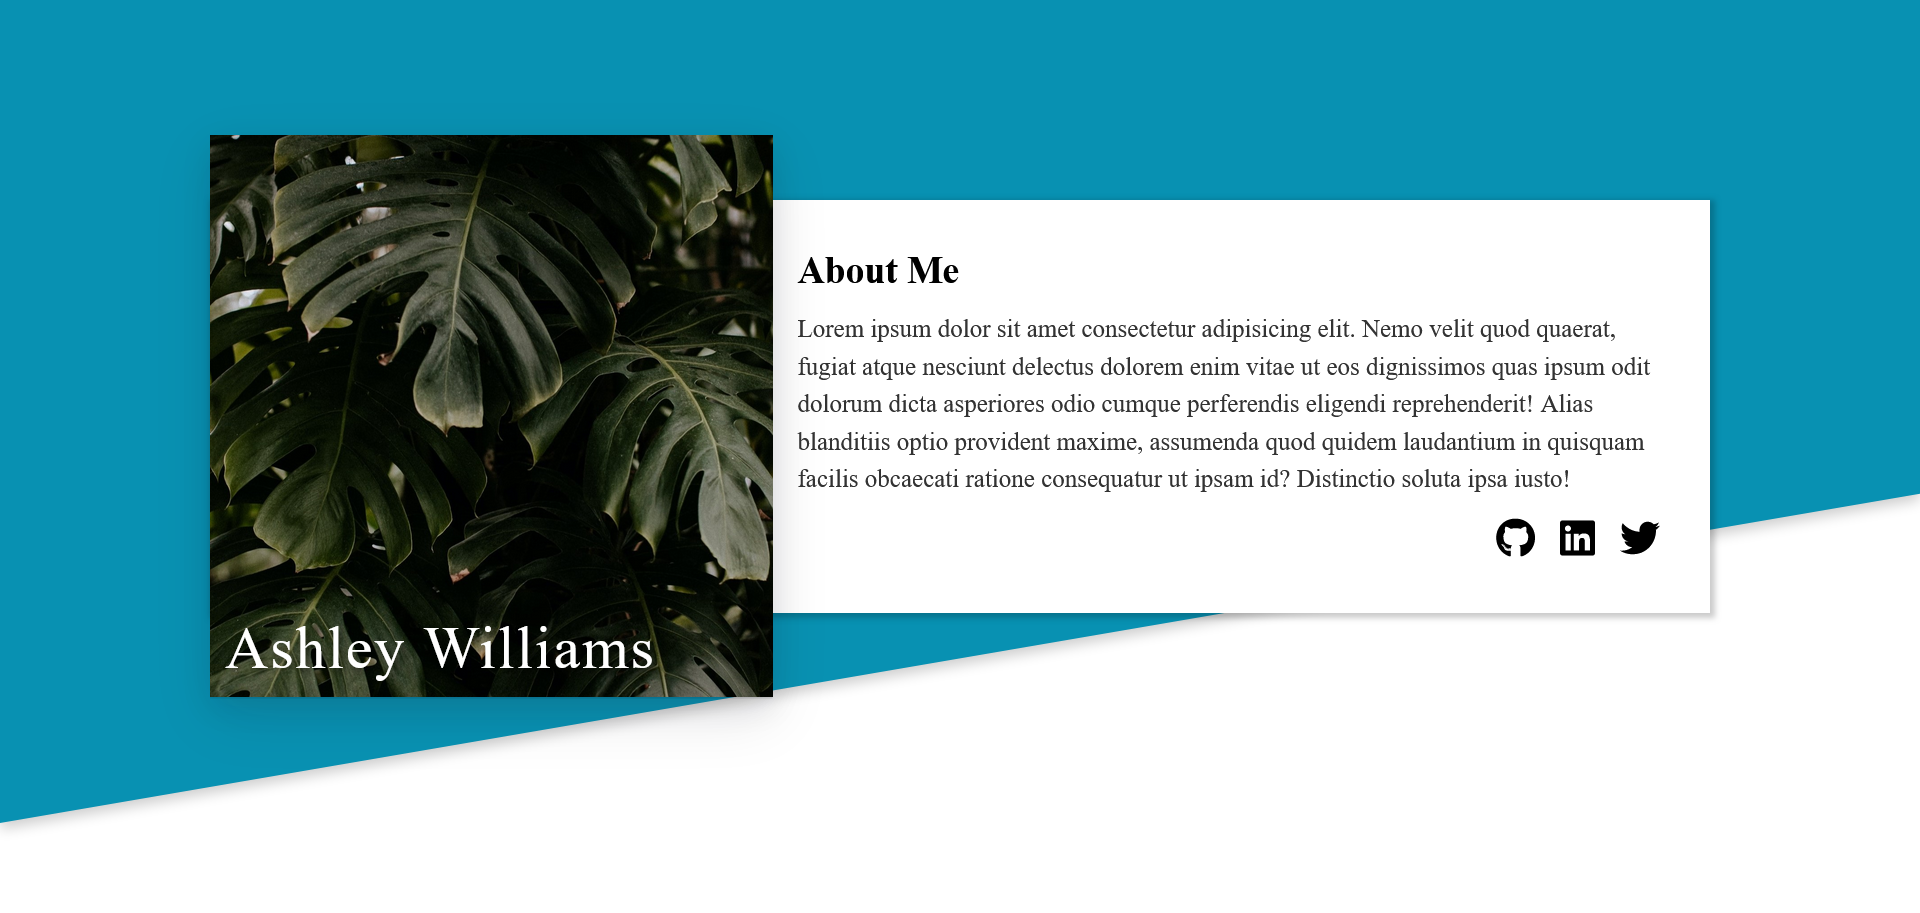 Ashley Williams
About Me
Lorem ipsum dolor sit amet consectetur adipisicing elit. Nemo velit quod quaerat,
fugiat atque nesciunt delectus dolorem enim vitae ut eos dignissimos quas ipsum odit
dolorum dicta asperiores odio cumque perferendis eligendi reprehenderit! Alias
blanditiis optio provident maxime, assumenda quod quidem laudantium in quisquam
facilis obcaecati ratione consequatur ut ipsam id? Distinctio soluta ipsa iusto!